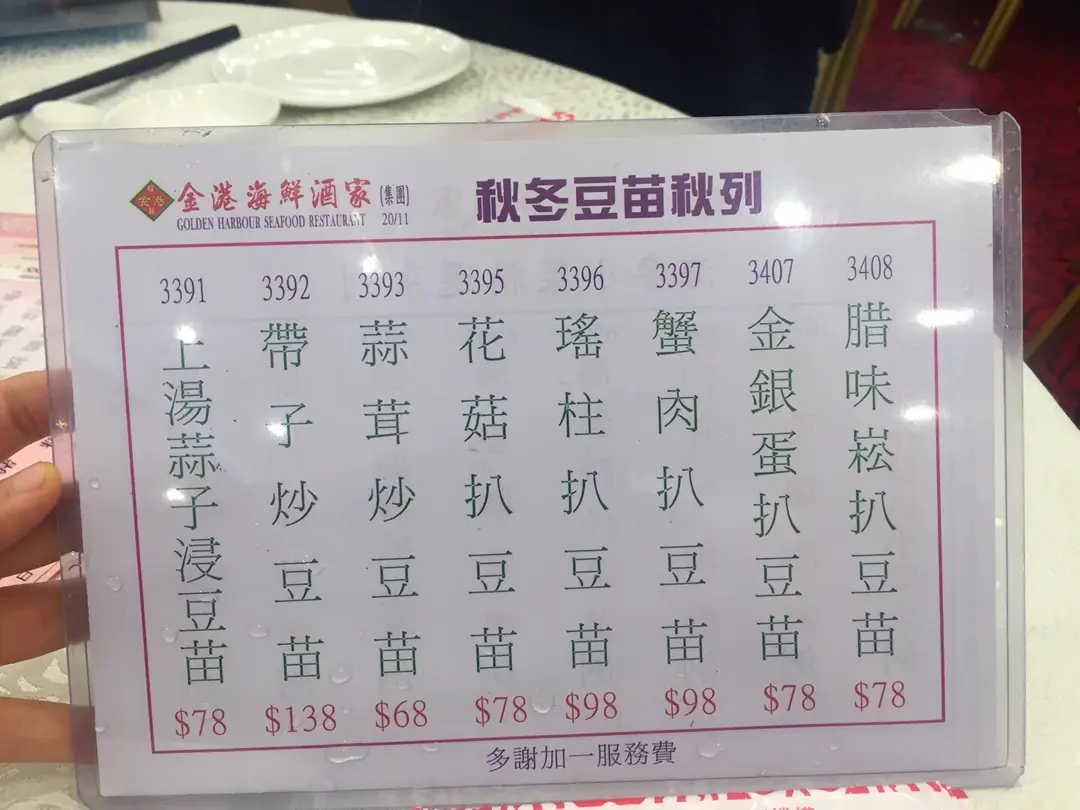 金港海鮮酒家(集團)
GOLDEN HARBOUR SEAFOOD RESTAURANT 20/11
秋冬豆苗秋列
3391
上湯蒜子浸豆苗
$78
3392
帶子炒豆苗
$138
3393
蒜茸炒豆苗
$68
3395
花菇扒豆苗
$78
3396
瑤柱扒豆苗
$98
3397
蟹肉扒豆苗
$98
3407
金銀蛋扒豆苗
$78
3408
腊味崧扒豆苗
$78
多謝加一服務費